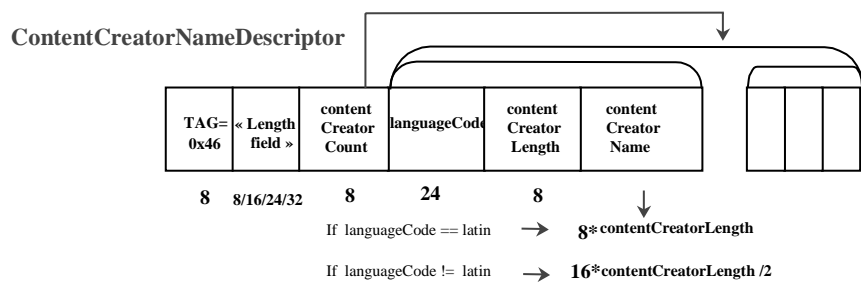 ContentCreatorNameDescriptor
TAG=
0x46
« Length
field »
content
Creator
Count
languageCode
content
Creator
Length
content
Creator
Name
8
8/16/24/32
8
24
8
If languageCode == latin
8*contentCreatorLength
If languageCode != latin
16*contentCreatorLength /2